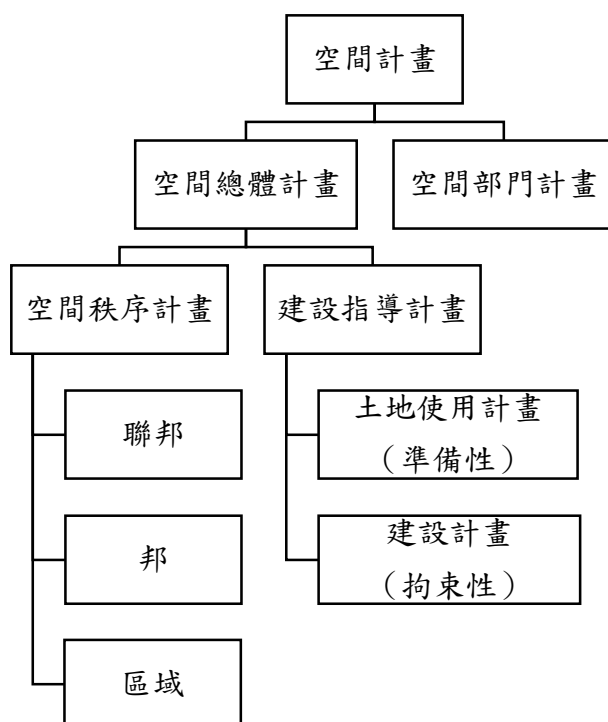 空間計畫
空間總體計畫
空間部門計畫
空間秩序計畫
建設指導計畫
聯邦
土地使用計畫
（準備性）
邦
建設計畫
（拘束性）
區域